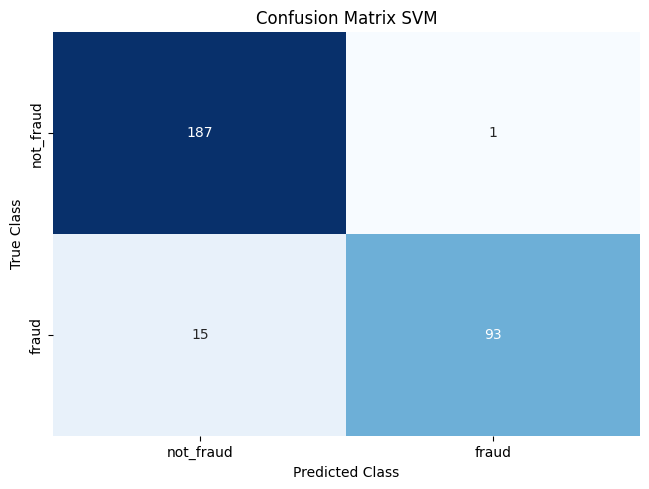 Confusion Matrix SVM
True Class
not_fraud
187
1
fraud
15
93
not_fraud
fraud
Predicted Class